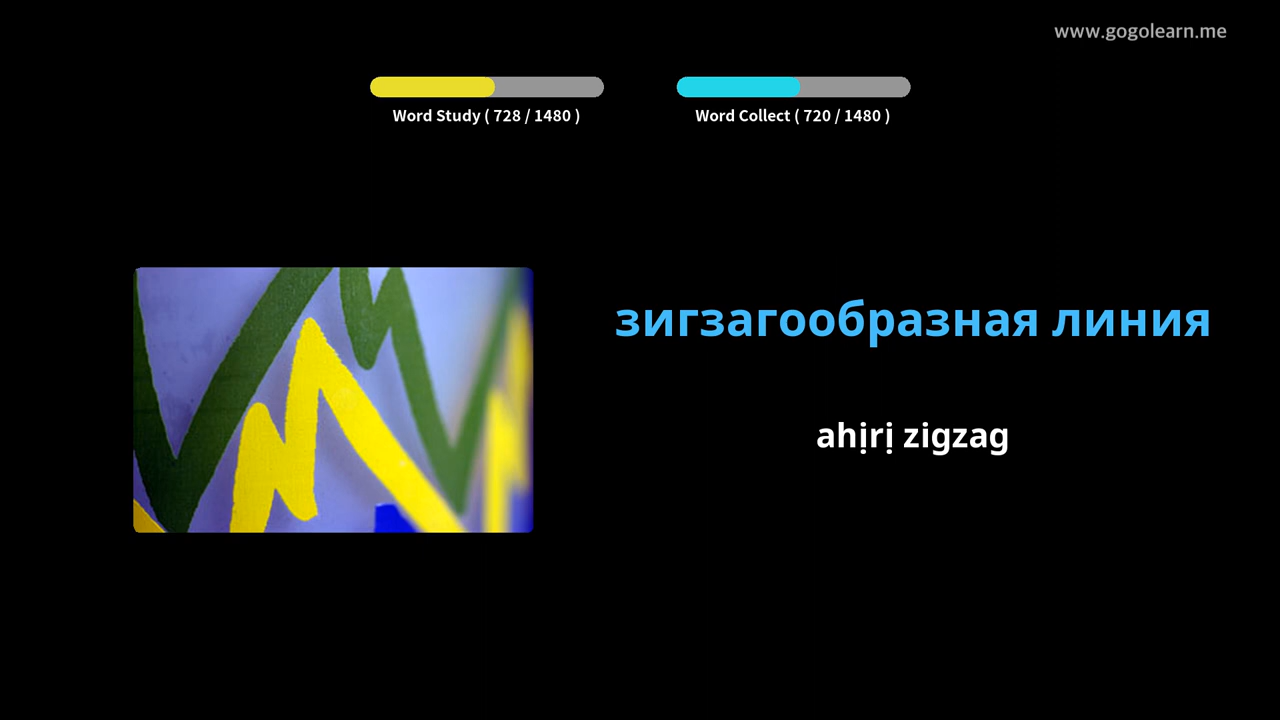 www.gogolearn.me
Word Study ( 728 / 1480 )
Word Collect ( 720 / 1480 )
зигзагообразная линия
ahịrị zigzag